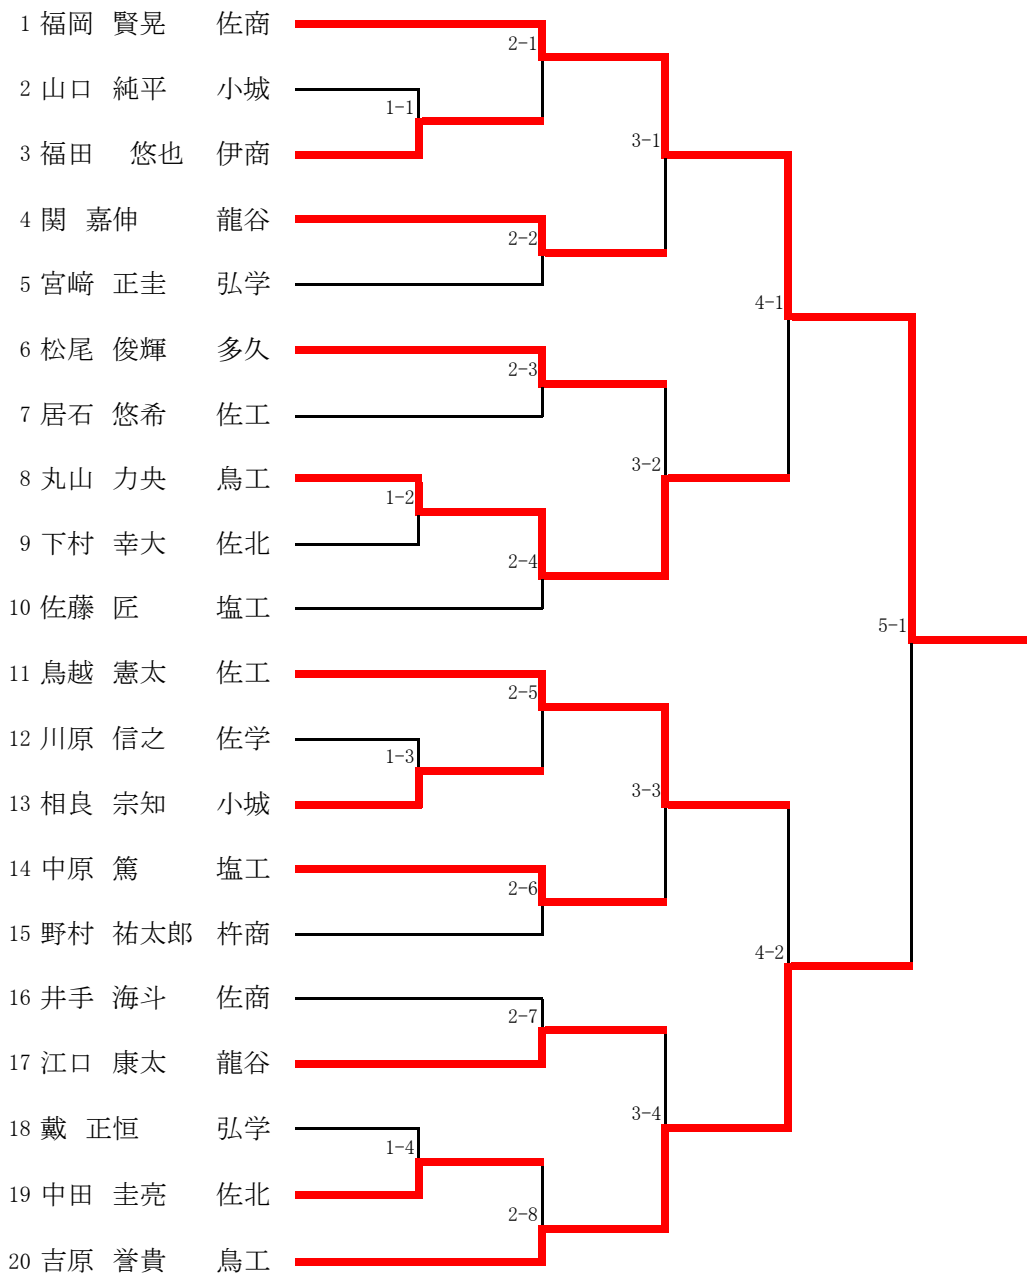 1 福岡 賢晃 佐商
2-1
2 山口 純平 小城
1-1
3 福田 悠也 伊商
3-1
4 関 嘉伸 龍谷
2-2
5 宮﨑 正圭 弘学
4-1
6 松尾 俊輝 多久
2-3
7 居石 悠希 佐工
3-2
8 丸山 力央 鳥工
1-2
9 下村 幸大 佐北
2-4
10 佐藤 匠 塩工
5-1
11 鳥越 憲太 佐工
2-5
12 川原 信之 佐学
1-3
13 相良 宗知 小城
3-3
14 中原 篤 塩工
2-6
15 野村 祐太郎 杵商
4-2
16 井手 海斗 佐商
2-7
17 江口 康太 龍谷
3-4
18 戴 正恒 弘学
1-4
19 中田 圭亮 佐北
2-8
20 吉原 誉貴 鳥工